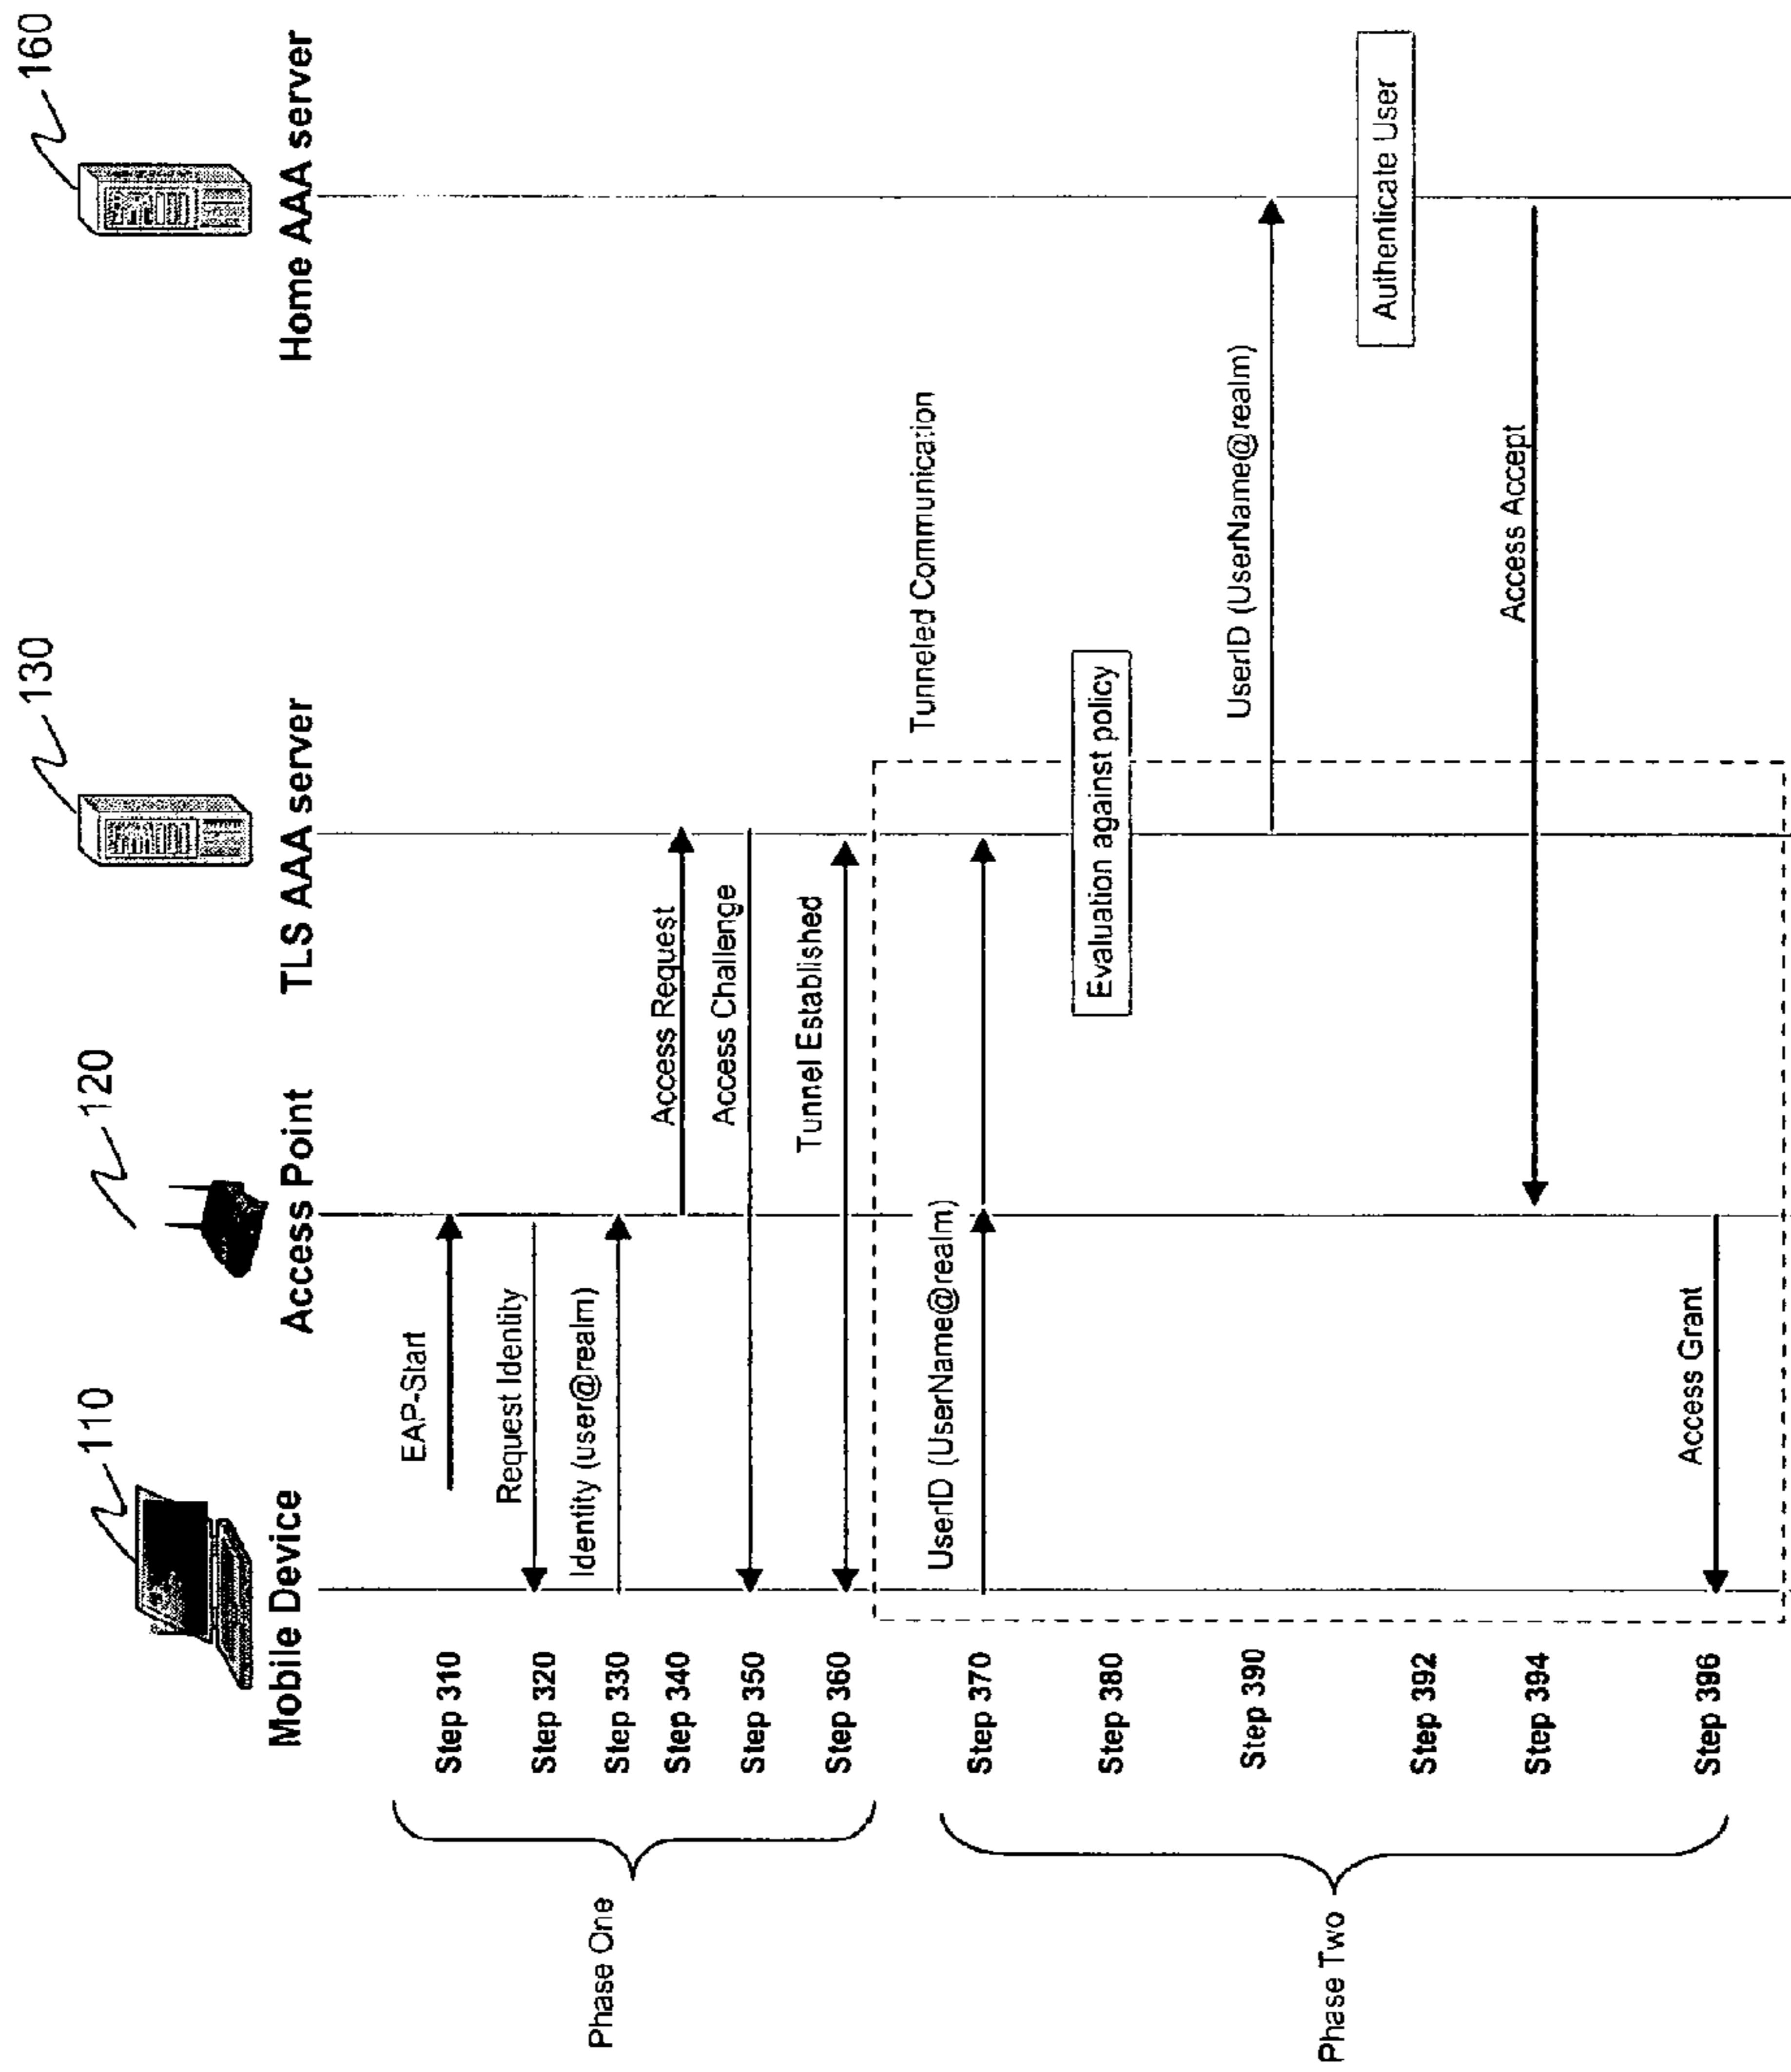 110
120
130
160
Mobile Device
Access Point
TLS AAA server
Home AAA server
Phase One
Step 310
EAP-Start
Step 320
Request Identity
Step 330
Identity (user@realm)
Step 340
Access Request
Step 350
Access Challenge
Step 360
Tunnel Established
Tunneled Communication
Phase Two
Step 370
UserID (UserName@realm)
Step 380
Evaluation against policy
Step 390
UserID (UserName@realm)
Step 392
Authenticate User
Step 394
Access Accept
Step 396
Access Grant